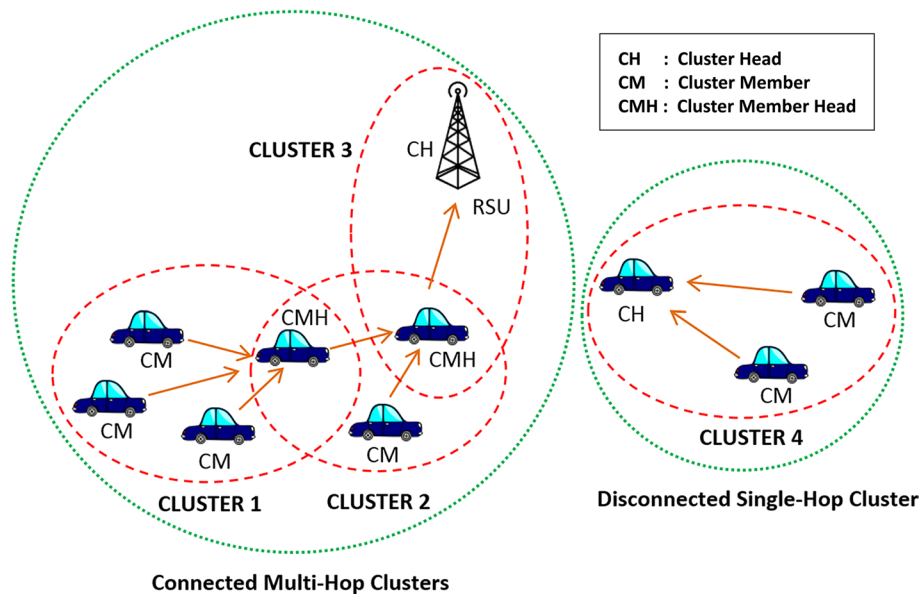 CH : Cluster Head
CM : Cluster Member
CMH : Cluster Member Head
CLUSTER 3
CH
RSU
CMH
CM
CMH
CM
CM
CM
CLUSTER 1
CLUSTER 2
Connected Multi-Hop Clusters
CH
CM
CM
CLUSTER 4
Disconnected Single-Hop Cluster